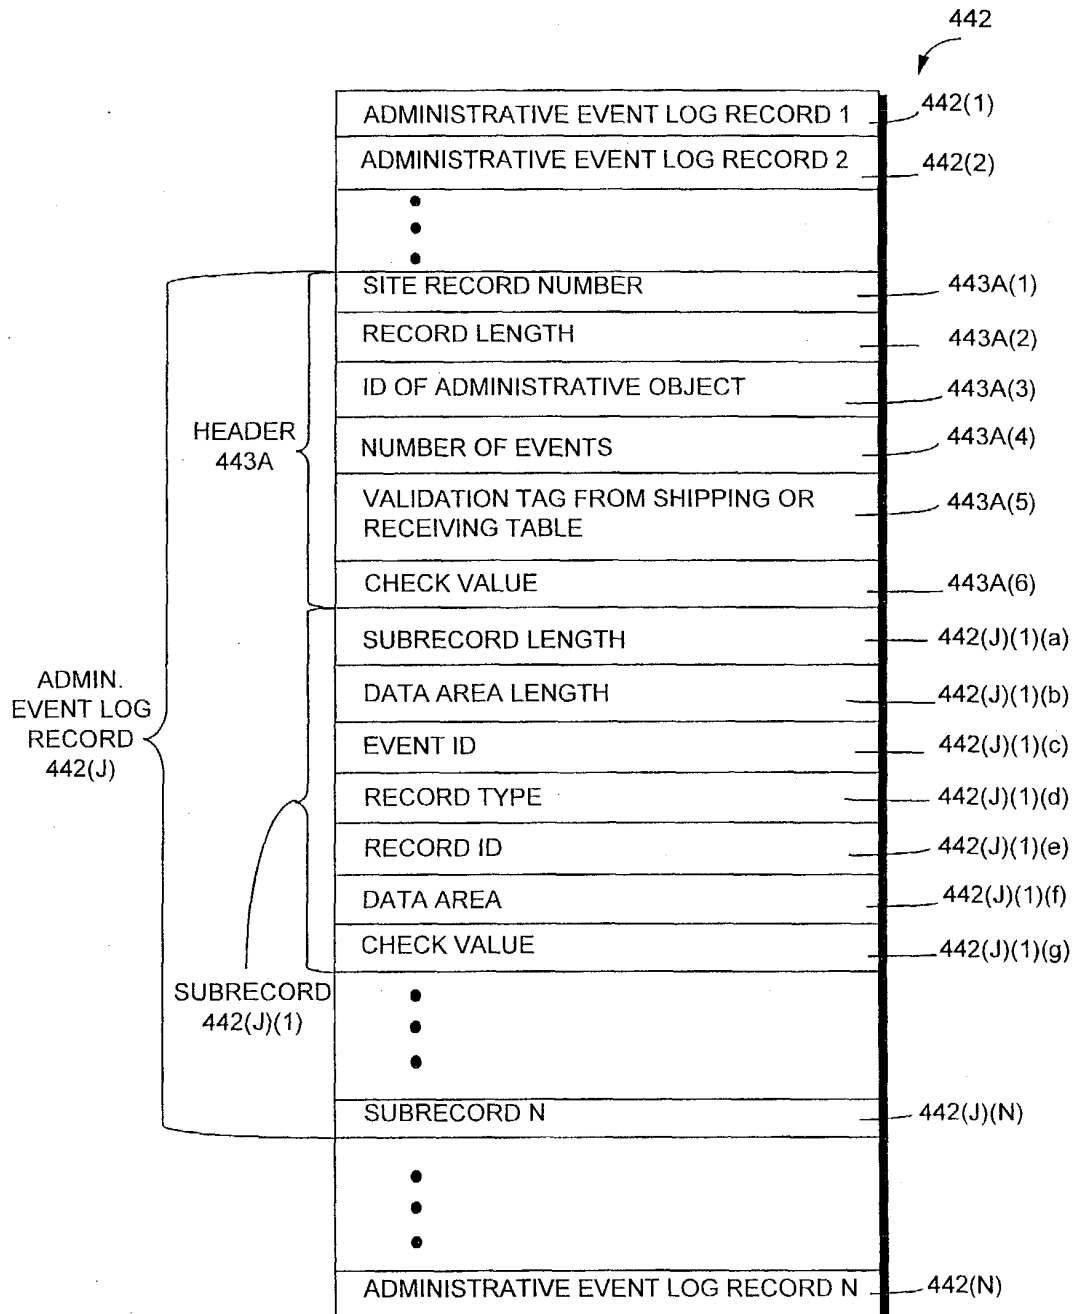 442
ADMINISTRATIVE EVENT LOG RECORD 1 442(1)
ADMINISTRATIVE EVENT LOG RECORD 2 442(2)
SITE RECORD NUMBER 443A(1)
RECORD LENGTH 443A(2)
ID OF ADMINISTRATIVE OBJECT 443A(3)
HEADER
443A
NUMBER OF EVENTS 443A(4)
VALIDATION TAG FROM SHIPPING OR
RECEIVING TABLE
443A(5)
CHECK VALUE 443A(6)
SUBRECORD LENGTH 442(J)(1)(a)
ADMIN.
EVENT LOG
RECORD
442(J)
DATA AREA LENGTH 442(J)(1)(b)
EVENT ID 442(J)(1)(c)
RECORD TYPE 442(J)(1)(d)
RECORD ID 442(J)(1)(e)
DATA AREA 442(J)(1)(f)
CHECK VALUE 442(J)(1)(g)
SUBRECORD
442(J)(1)
SUBRECORD N 442(J)(N)
ADMINISTRATIVE EVENT LOG RECORD N 442(N)